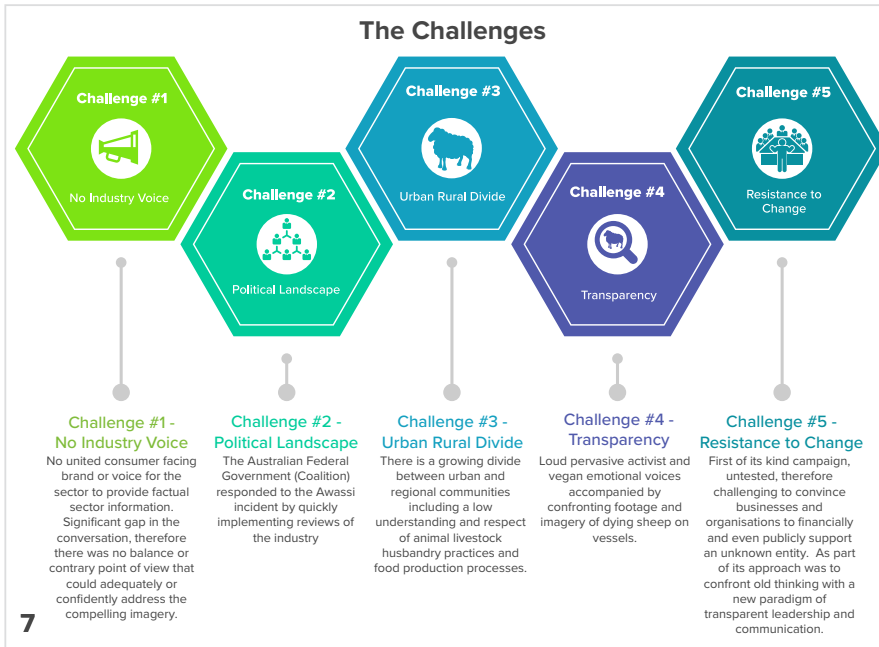 The Challenges
Challenge #1
No Industry Voice
Challenge #2
Political Landscape
Challenge #3
Urban Rural Divide
Challenge #4
Transparency
Challenge #5
Resistance to
Change
Challenge #1 -
No Industry Voice
No united consumer facing
brand or voice for the
sector to provide factual
sector information.
Significant gap in the
conversation, therefore
there was no balance or
contrary point of view that
could adequately or
confidently address the
compelling imagery.
Challenge #2 -
Political Landscape
The Australian Federal
Government (Coalition)
responded to the Awassi
incident by quickly
implementing reviews of
the industry
Challenge #3 -
Urban Rural Divide
There is a growing divide
between urban and
regional communities
including a low
understanding and respect
of animal livestock
husbandry practices and
food production processes.
Challenge #4 -
Transparency
Loud pervasive activist and
vegan emotional voices
accompanied by
confronting footage and
imagery of dying sheep on
vessels.
Challenge #5 -
Resistance to Change
First of its kind campaign,
untested, therefore
challenging to convince
businesses and
organisations to financially
and even publicly support
an unknown entity.  As part
of its approach was to
confront old thinking with a
new paradigm of
transparent leadership and
communication.
7